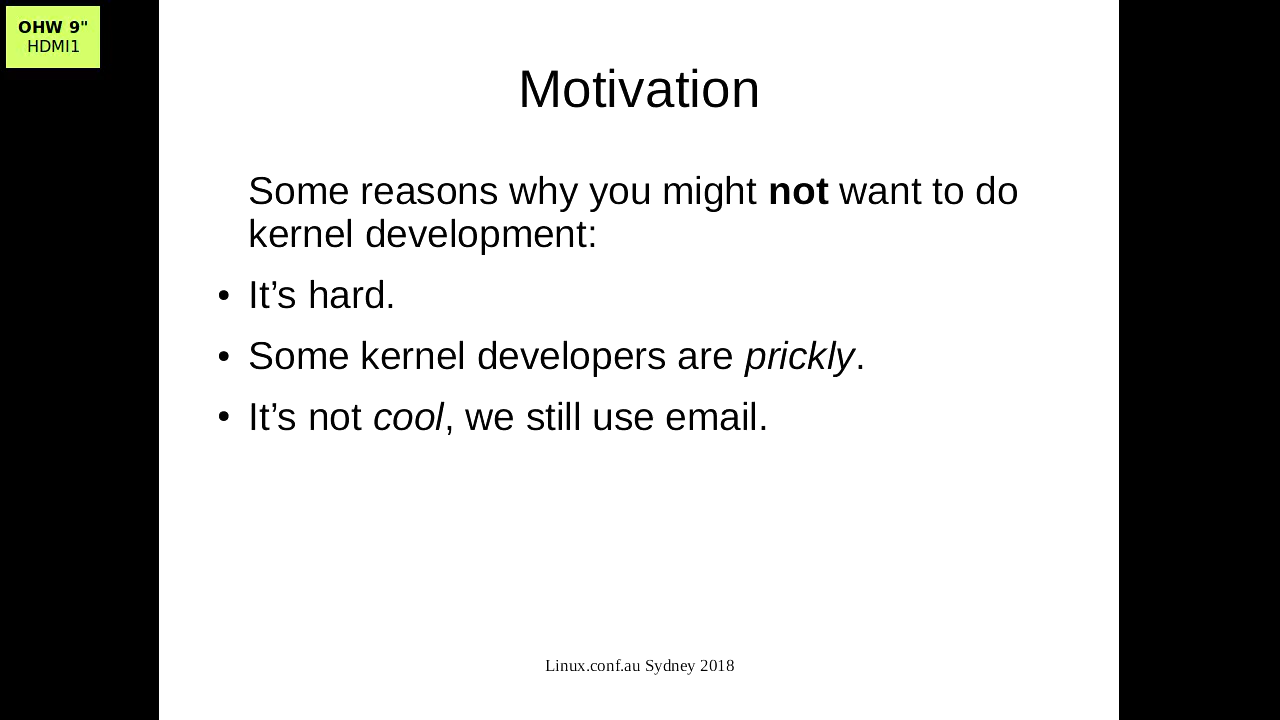 OHW 9"
HDMI1
Motivation
Some reasons why you might not want to do
kernel development:
• It’s hard.
• Some kernel developers are prickly.
• It’s not cool, we still use email.
Linux.conf.au Sydney 2018